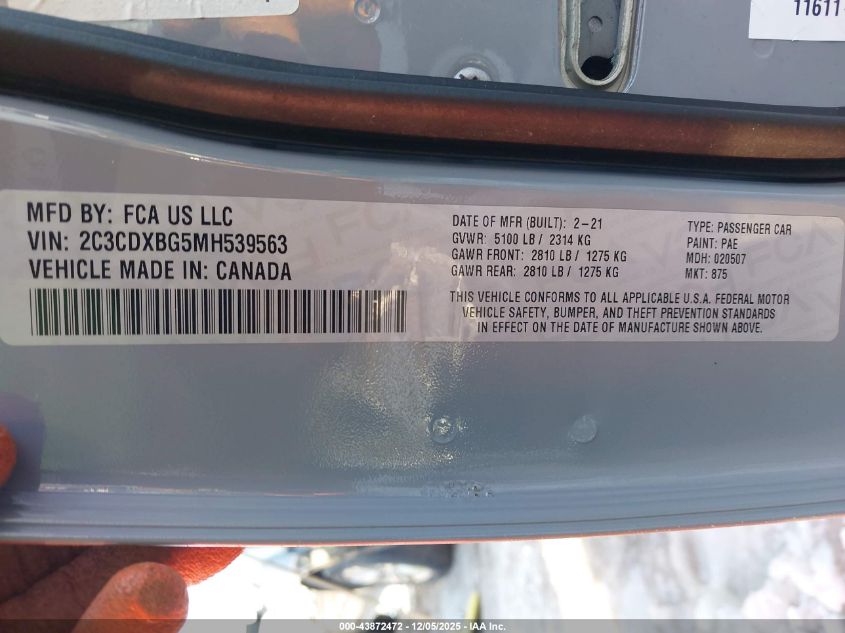 11611
MFD BY: FCA US LLC
VIN: 2C3CDXBG5MH539563
VEHICLE MADE IN: CANADA
DATE OF MFR (BUILT): 2-21
GVWR: 5100 LB / 2314 KG
GAWR FRONT: 2810 LB / 1275 KG
GAWR REAR: 2810 LB / 1275 KG
TYPE: PASSENGER CAR
PAINT: PAE
MDH: 020507
MKT: 875
THIS VEHICLE CONFORMS TO ALL APPLICABLE U.S.A. FEDERAL MOTOR
VEHICLE SAFETY, BUMPER, AND THEFT PREVENTION STANDARDS
IN EFFECT ON THE DATE OF MANUFACTURE SHOWN ABOVE.
000-43872472 - 12/05/2025 - IAA Inc.